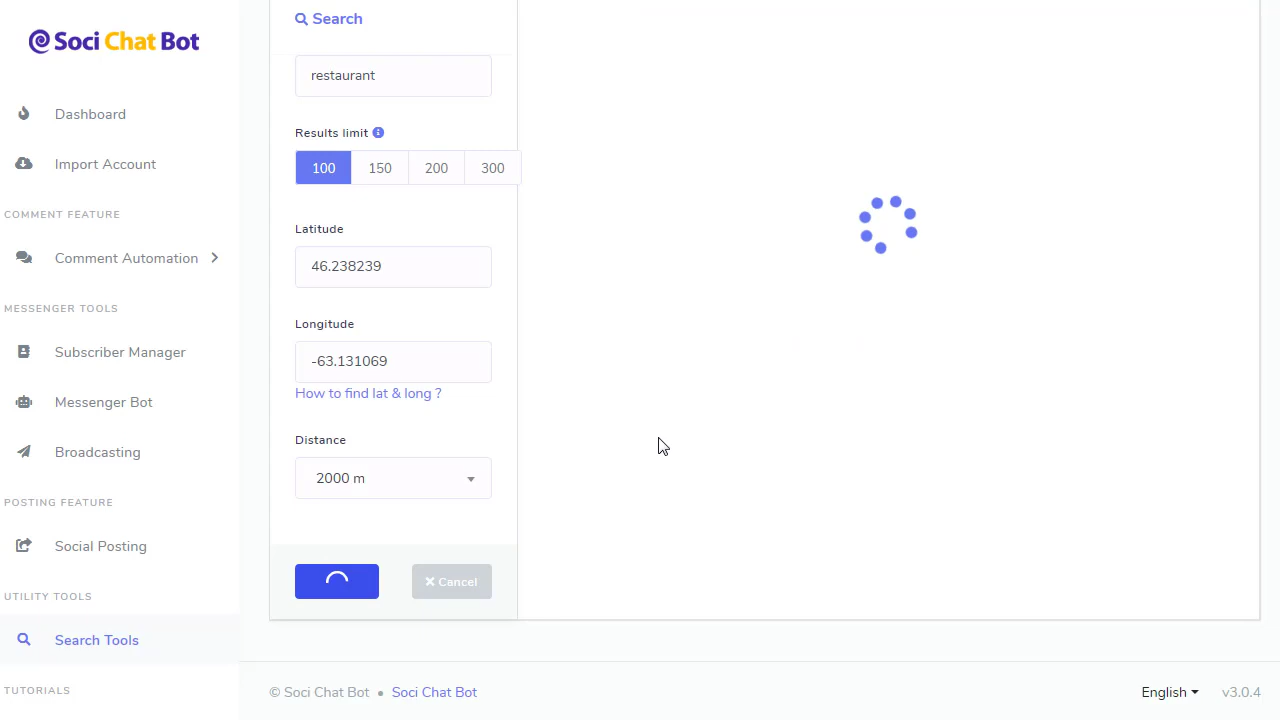 Soci Chat Bot
Dashboard
Import Account
COMMENT FEATURE
Comment Automation
MESSENGER TOOLS
Subscriber Manager
Messenger Bot
Broadcasting
POSTING FEATURE
Social Posting
UTILITY TOOLS
Search Tools
TUTORIALS
Search
restaurant
Results limit
100 150 200 300
Latitude
46.238239
Longitude
-63.131069
How to find lat & long ?
Distance
2000 m
Cancel
© Soci Chat Bot • Soci Chat Bot
English v3.0.4